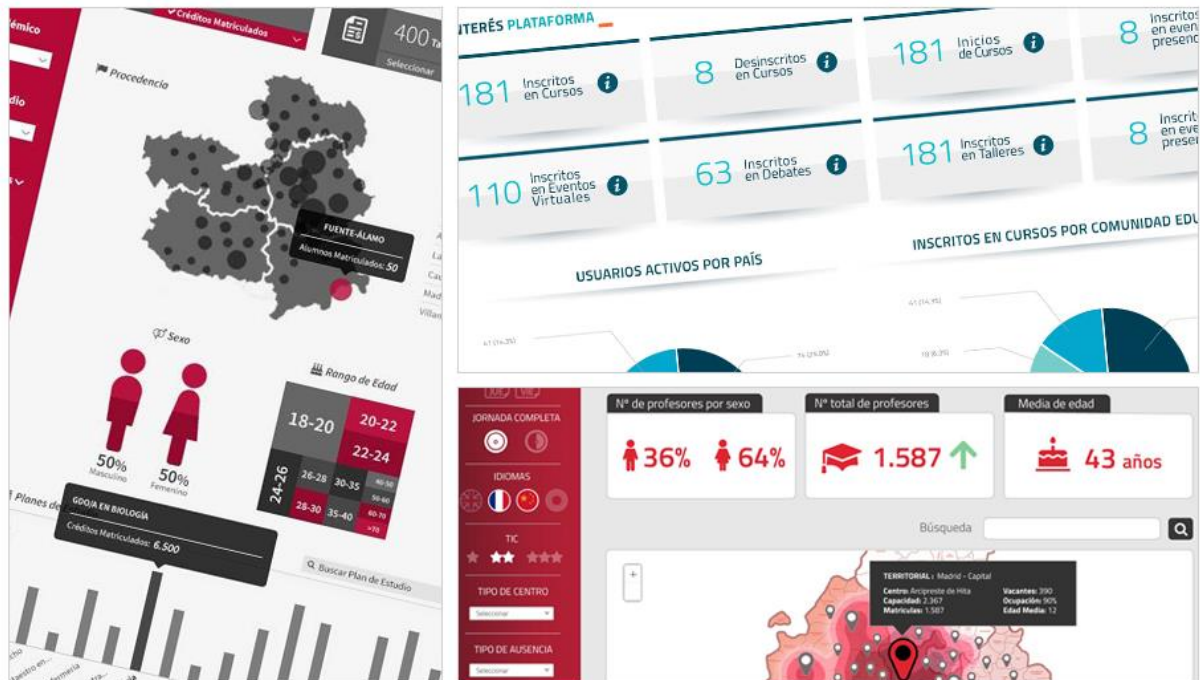 Créditos Matriculados
400
Seleccionar
Procedencia
FUENTE-ÁLAMO
Alumnos Matriculados: 50
Sexo
50%
Masculino
50%
Femenino
Rango de Edad
18-20
20-22
22-24
24-26
26-28
30-35
40-50
50-60
28-30
35-40
60-70
>70
Planes de
GDO/A EN BIOLOGÍA
Créditos Matriculados: 6.500
Buscar Plan de Estudio
PLATAFORMA
181 Inscritos
en Cursos
8 Desinscritos
en Cursos
181 Inicios
de Cursos
8 Inscritos
110 Inscritos
en Eventos
Virtuales
63 Inscritos
en Debates
181 Inscritos
en Talleres
8
USUARIOS ACTIVOS POR PAÍS
INSCRITOS EN CURSOS POR COMUNIDAD EDU
41 (14,3%)
JORNADA COMPLETA
IDIOMAS
TIC
TIPO DE CENTRO
Seleccionar
TIPO DE AUSENCIA
Seleccionar
Nº de profesores por sexo
36% 64%
Nº total de profesores
1.587
Media de edad
43 años
Búsqueda
+
TERRITORIAL: Madrid - Capital
Centro: Arcipreste de Hita
Capacidad: 2.367
Matriculas: 1.587
Vacantes: 390
Ocupación: 90%
Edad Media: 12